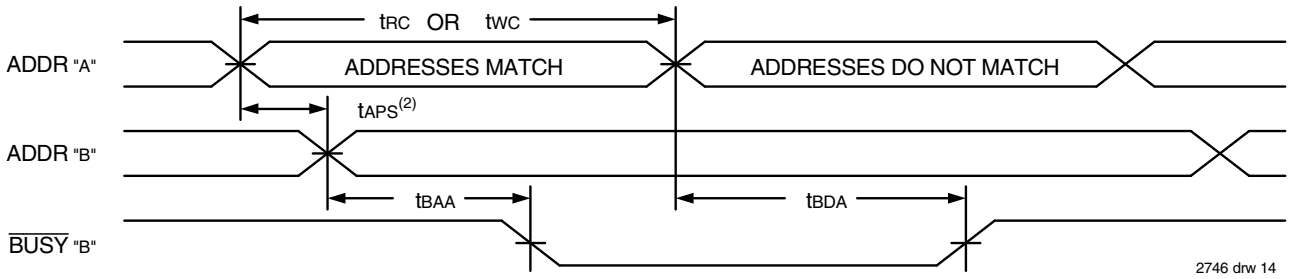 tRC OR tWC
ADDR "A"
ADDRESSES MATCH
ADDRESSES DO NOT MATCH
tAPS(2)
ADDR "B"
tBAA
tBDA
BUSY "B"
2746 drw 14